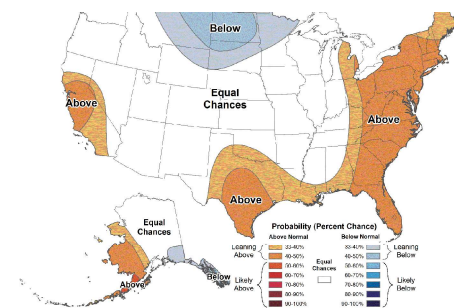 Below
Above
Equal
Chances
Above
Above
Equal
Chances
Above
Below
Probability (Percent Chance)
Above Normal
Below Normal
Leaning
Above
33-40%
40-50%
50-60%
60-70%
70-80%
80-90%
90-100%
Likely
Above
Equal
Chances
33-40%
40-50%
50-60%
60-70%
70-80%
80-90%
90-100%
Leaning
Below
Likely
Below